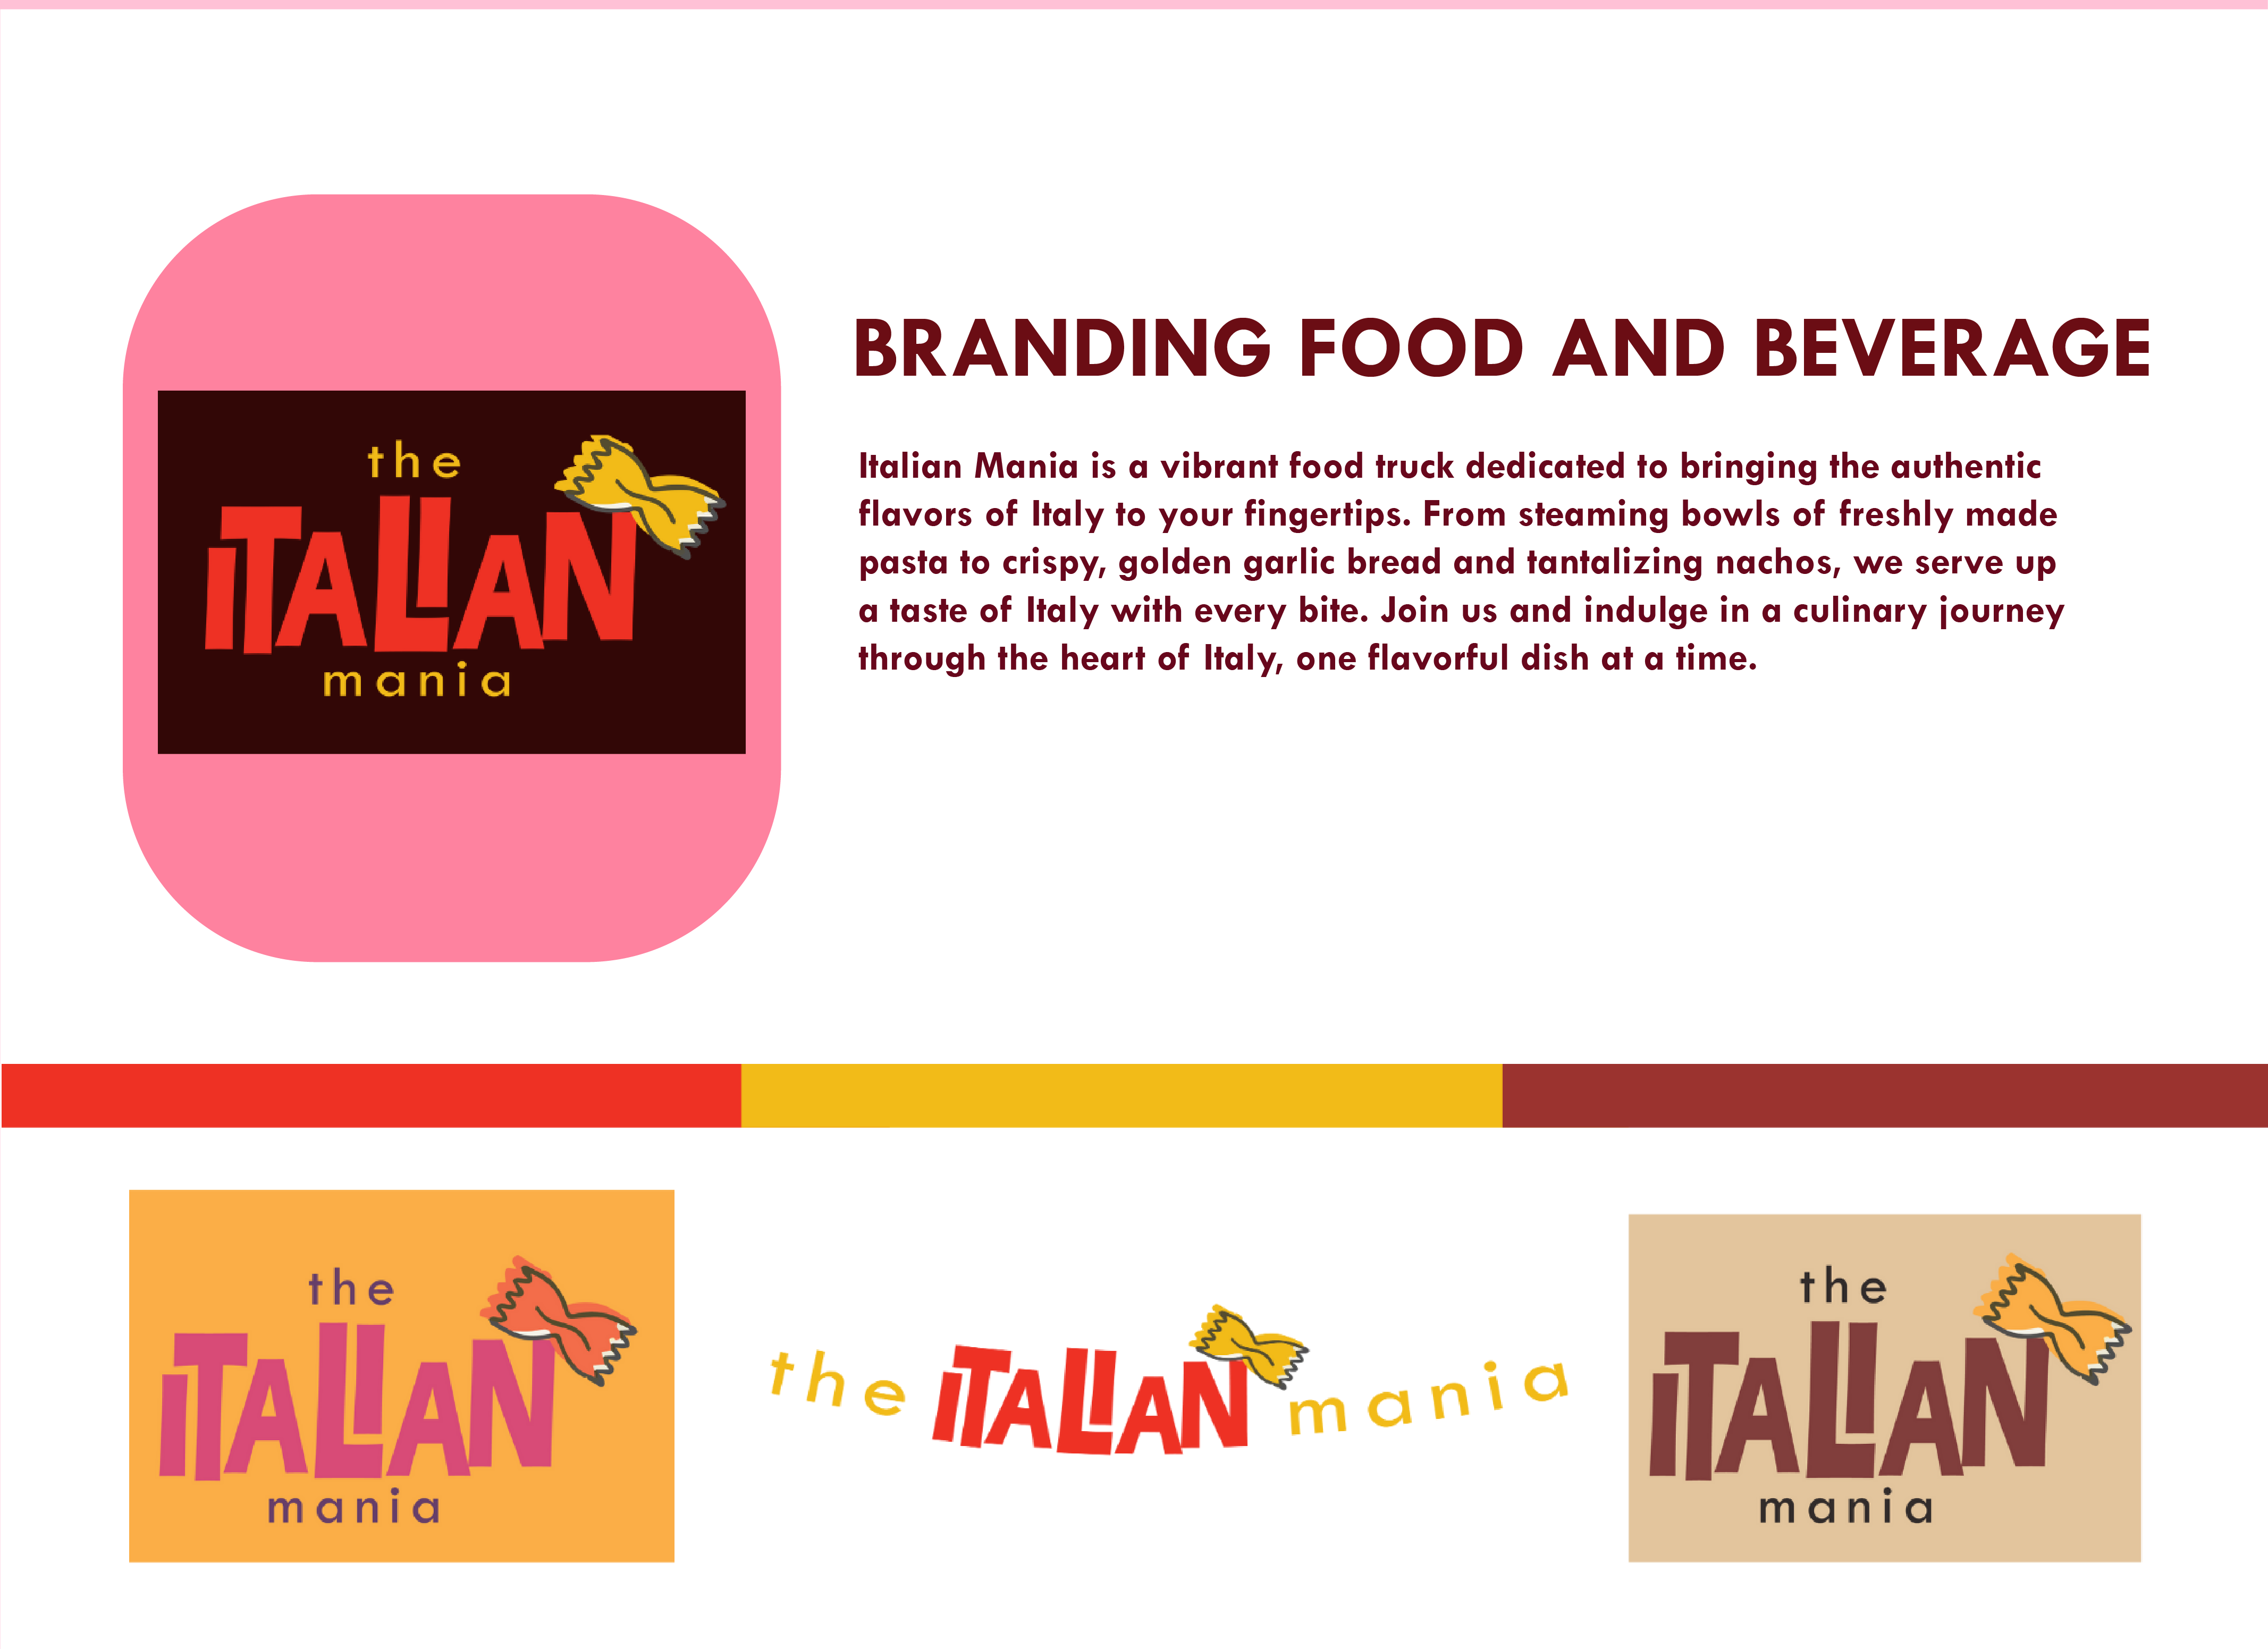 the
iTALIAN
mania
BRANDING FOOD AND BEVERAGE
Italian Mania is a vibrant food truck dedicated to bringing the authentic
flavors of Italy to your fingertips. From steaming bowls of freshly made
pasta to crispy, golden garlic bread and tantalizing nachos, we serve up
a taste of Italy with every bite. Join us and indulge in a culinary journey
through the heart of Italy, one flavorful dish at a time.
the
iTALIAN
mania
the iTALIAN mania
the
iTALIAN
mania